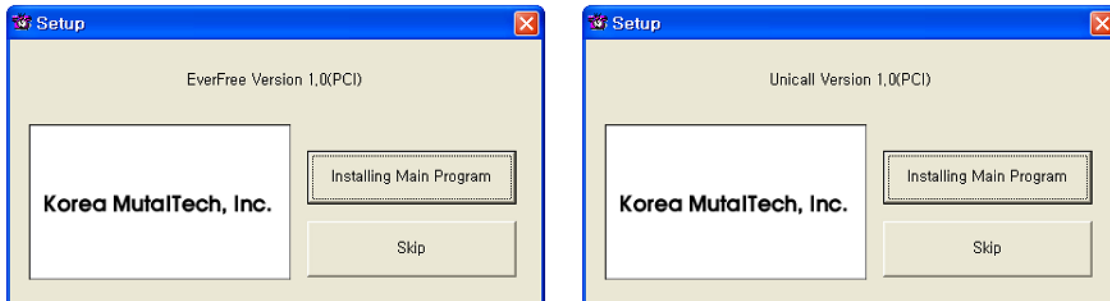 Setup
EverFree Version 1,0(PCI)
Korea MutalTech, Inc.
Installing Main Program
Skip
Setup
Unicall Version 1,0(PCI)
Korea MutalTech, Inc.
Installing Main Program
Skip